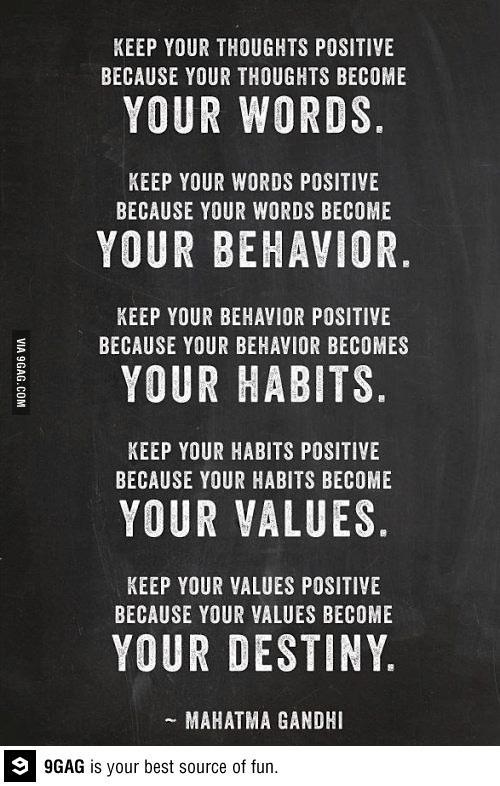 KEEP YOUR THOUGHTS POSITIVE
BECAUSE YOUR THOUGHTS BECOME
YOUR WORDS.
KEEP YOUR WORDS POSITIVE
BECAUSE YOUR WORDS BECOME
YOUR BEHAVIOR.
KEEP YOUR BEHAVIOR POSITIVE
BECAUSE YOUR BEHAVIOR BECOMES
YOUR HABITS.
KEEP YOUR HABITS POSITIVE
BECAUSE YOUR HABITS BECOME
YOUR VALUES.
KEEP YOUR VALUES POSITIVE
BECAUSE YOUR VALUES BECOME
YOUR DESTINY.
~ MAHATMA GANDHI
VIA 9GAG.COM
9 9GAG is your best source of fun.